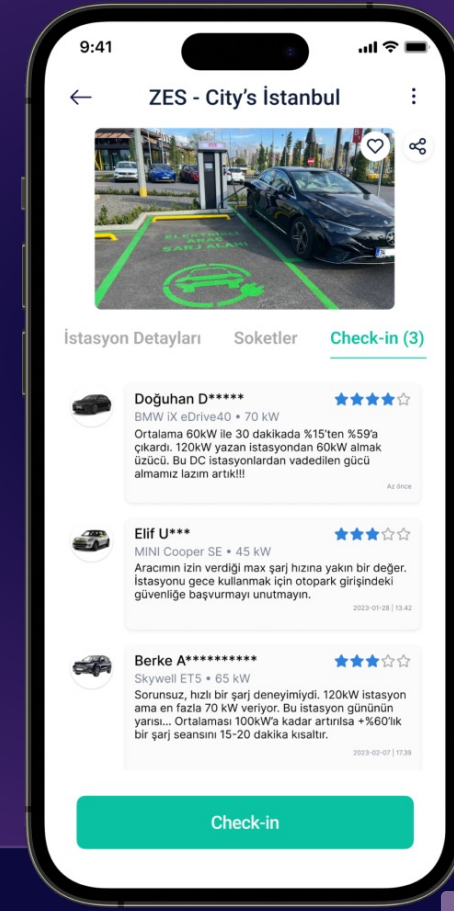 9:41
ZES - City's İstanbul
ELEKTRİKLİ
ARAÇ
ŞARJ ALANI
İstasyon Detayları Soketler Check-in (3)
Doğuhan D*****
BMW iX eDrive40 • 70 kW
Ortalama 60kW ile 30 dakikada %15'ten %59'a
çıkardı. 120kW yazan istasyondan 60kW almak
üzücü. Bu DC istasyonlardan vadedilen gücü
almamız lazım artık!!!
Az önce
Elif U***
MINI Cooper SE • 45 kW
Aracımın izin verdiği max şarj hızına yakın bir değer.
İstasyonu gece kullanmak için otopark girişindeki
güvenliğe başvurmayı unutmayın.
2023-01-28 | 13.42
Berke A**********
Skywell ET5 • 65 kW
Sorunsuz, hızlı bir şarj deneyimiydi. 120kW istasyon
ama en fazla 70 kW veriyor. Bu istasyon gününün
yarısı... Ortalaması 100kW'a kadar artırılsa +%60'lık
bir şarj seansını 15-20 dakika kısaltır.
2023-02-07 | 17.39
Check-in